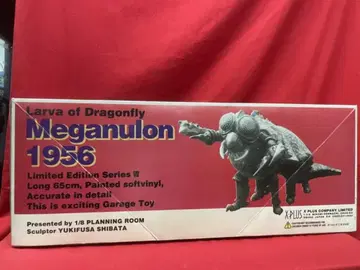 Larva of Dragonfly
Meganulon
1956
Limited Edition Series III
Long 65cm, Painted softvinyl,
Accurate in detail
This is exciting Garage Toy
Presented by 1/8 PLANNING ROOM
Sculptor YUKIFUSA SHIBATA
X-PLUS
X PLUS COMPANY LIMITED